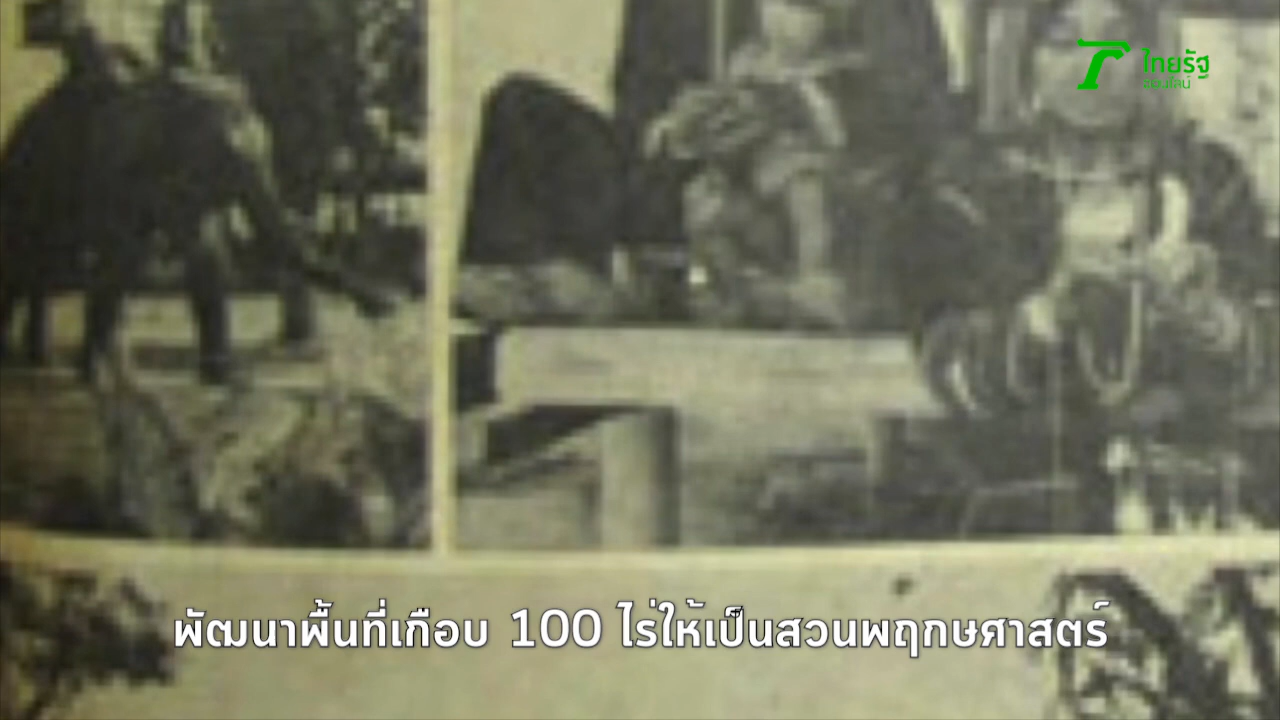 ไทยรัฐ
ออนไลน์
พัฒนาพื้นที่เกือบ 100 ไร่ให้เป็นสวนพฤกษศาสตร์